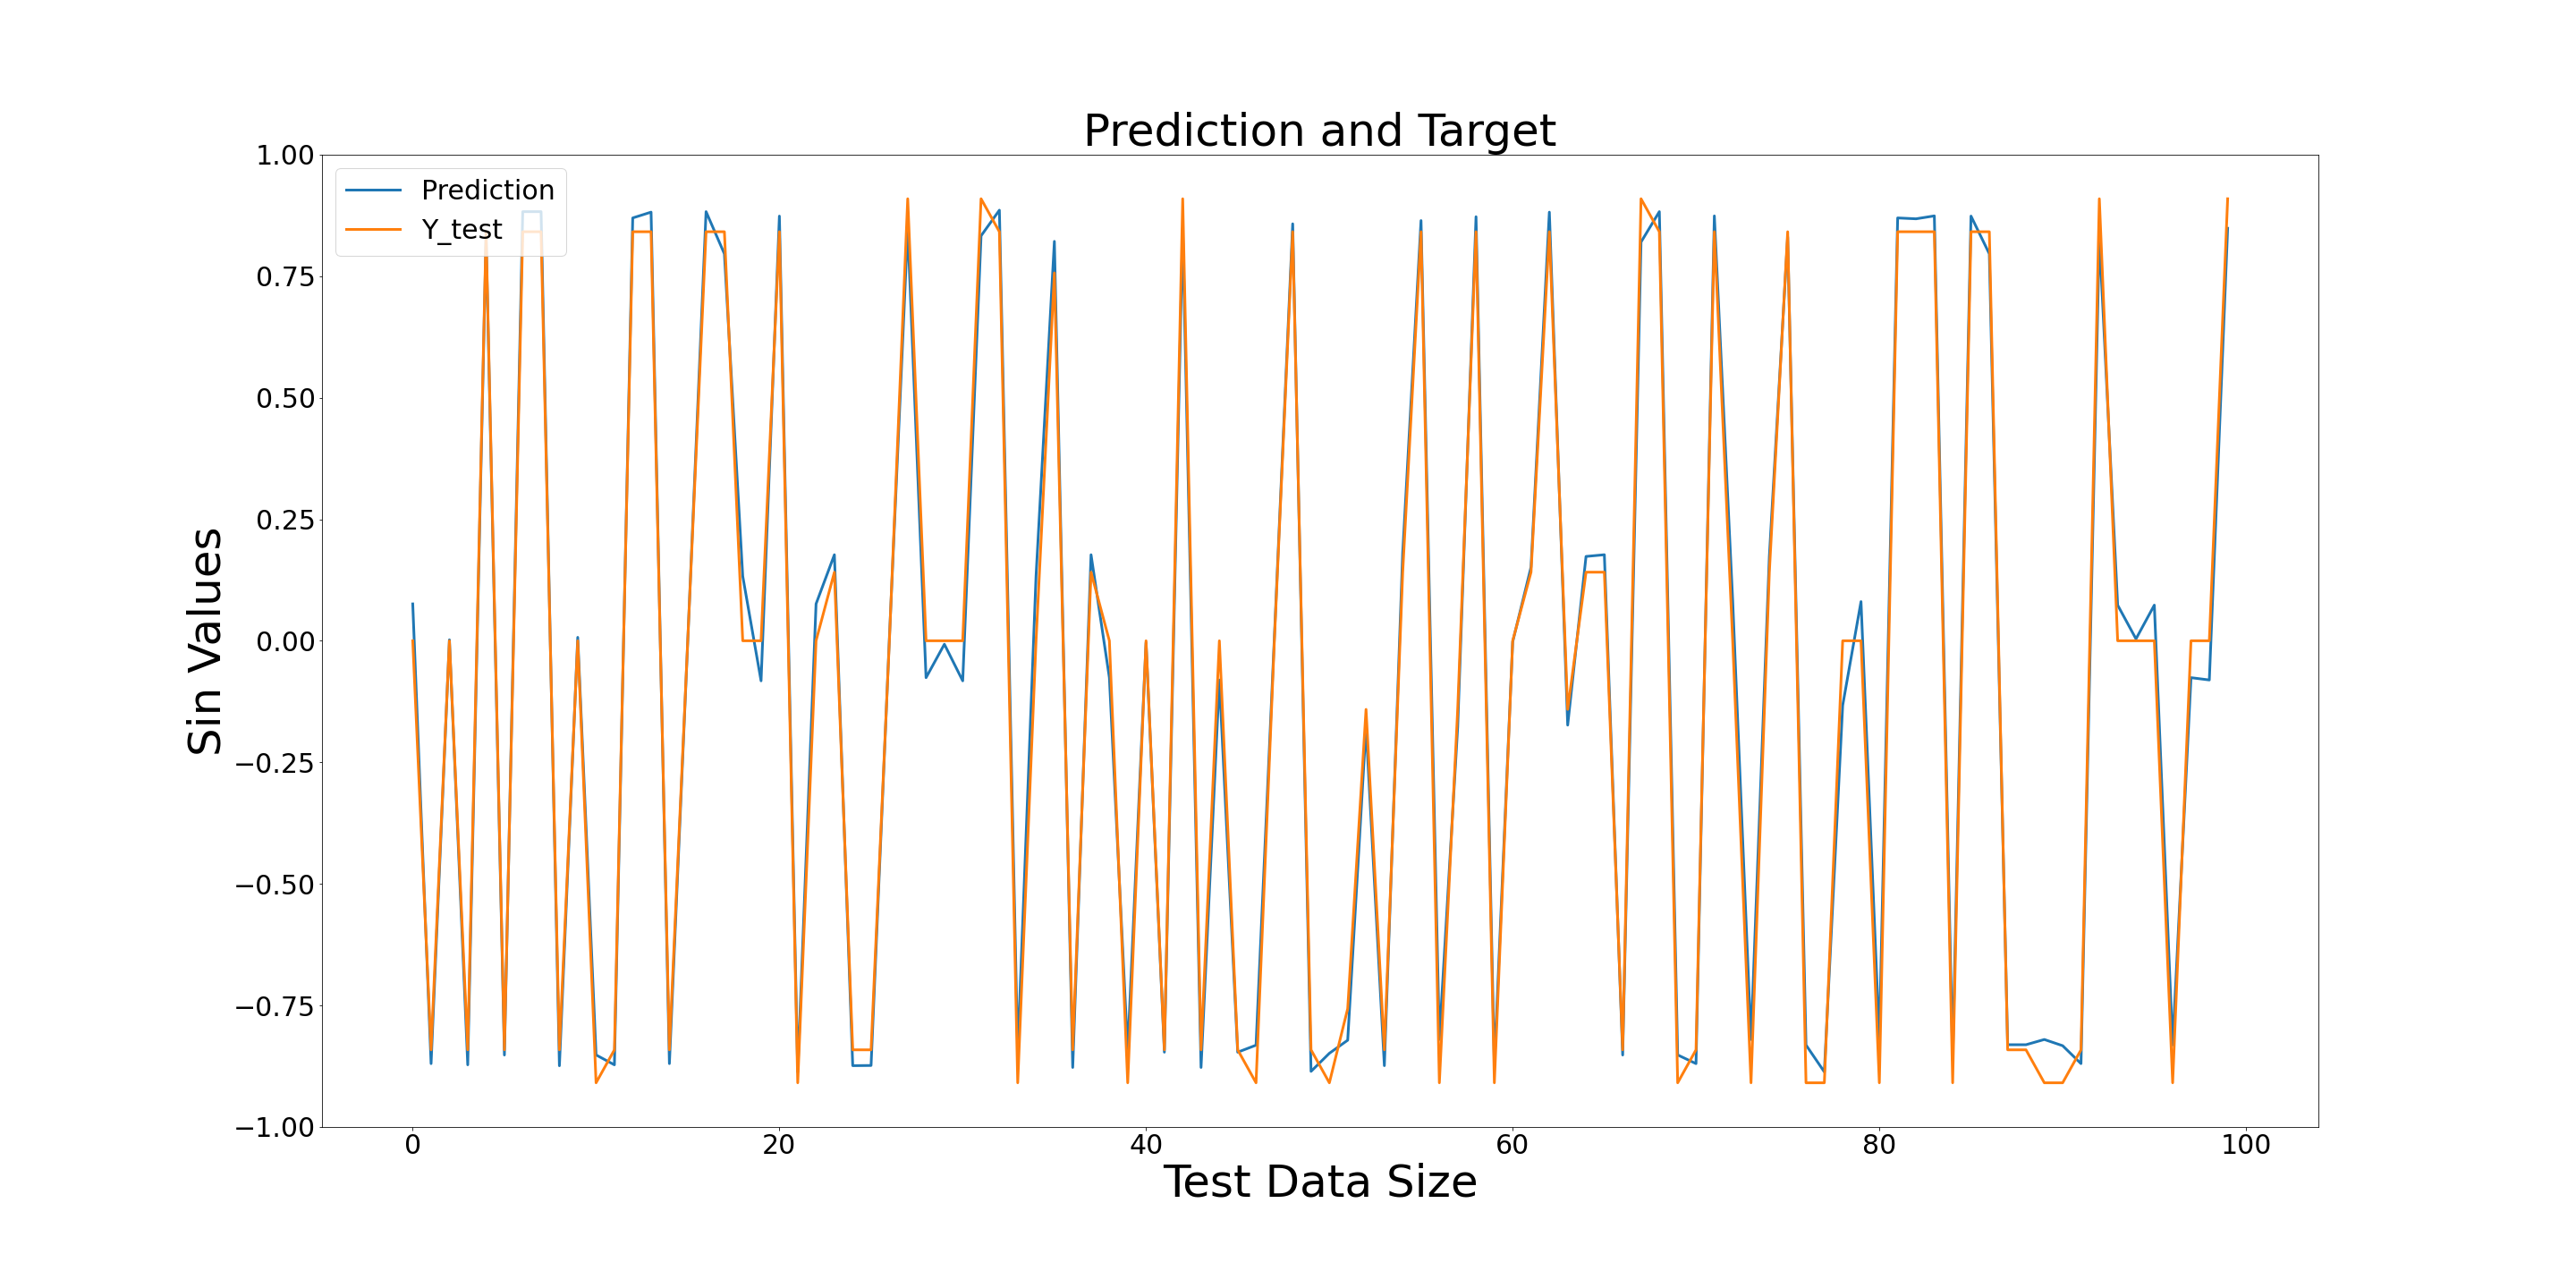 Prediction and Target
1.00
Prediction
Y_test
0.75
0.50
0.25
0.00
−0.25
−0.50
−0.75
−1.00
Sin Values
0 20 40 60 80 100
Test Data Size